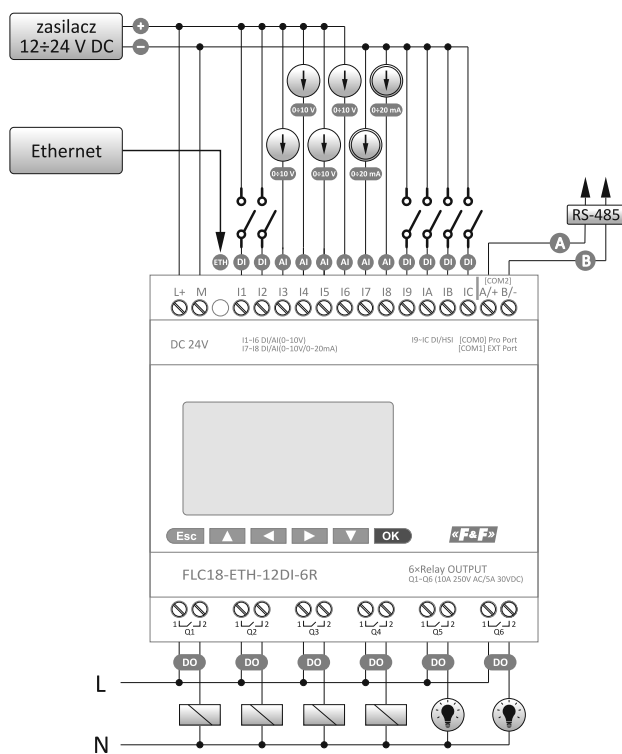 zasilacz
12÷24 V DC
+
−
0÷10 V 0÷10 V 0÷20 mA
Ethernet
0÷10 V 0÷10 V 0÷20 mA
RS-485
A
B
ETH DI DI AI AI AI AI AI AI DI DI DI DI
[COM2]
L+ M I1 I2 I3 I4 I5 I6 I7 I8 I9 IA IB IC A/+ B/-
DC 24V
I1-I6 DI/AI(0-10V)
I7-I8 DI/AI(0-10V/0-20mA)
I9-IC DI/HSI
[COM0] Pro Port
[COM1] EXT Port
Esc OK «F&F»
FLC18-ETH-12DI-6R
6×Relay OUTPUT
Q1-Q6 (10A 250V AC/5A 30VDC)
1 2 1 2 1 2 1 2 1 2 1 2
Q1 Q2 Q3 Q4 Q5 Q6
DO DO DO DO DO DO
L
N